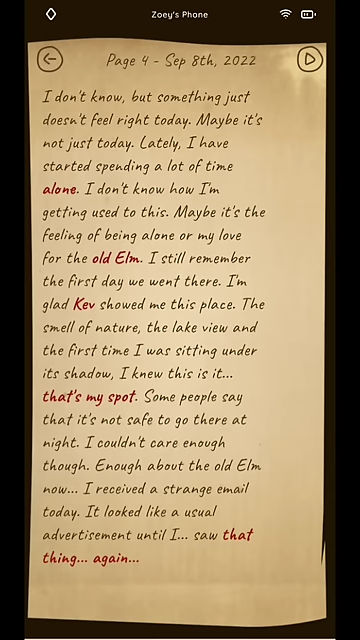 Zoey's Phone
Page 4 - Sep 8th, 2022
I don't know, but something just
doesn't feel right today. Maybe it's
not just today. Lately, I have
started spending a lot of time
alone. I don't know how I'm
getting used to this. Maybe it's the
feeling of being alone or my love
for the old Elm. I still remember
the first day we went there. I'm
glad Kev showed me this place. The
smell of nature, the lake view and
the first time I was sitting under
its shadow, I knew this is it...
that's my spot. Some people say
that it's not safe to go there at
night. I couldn't care enough
though. Enough about the old Elm
now... I received a strange email
today. It looked like a usual
advertisement until I... saw that
thing... again...